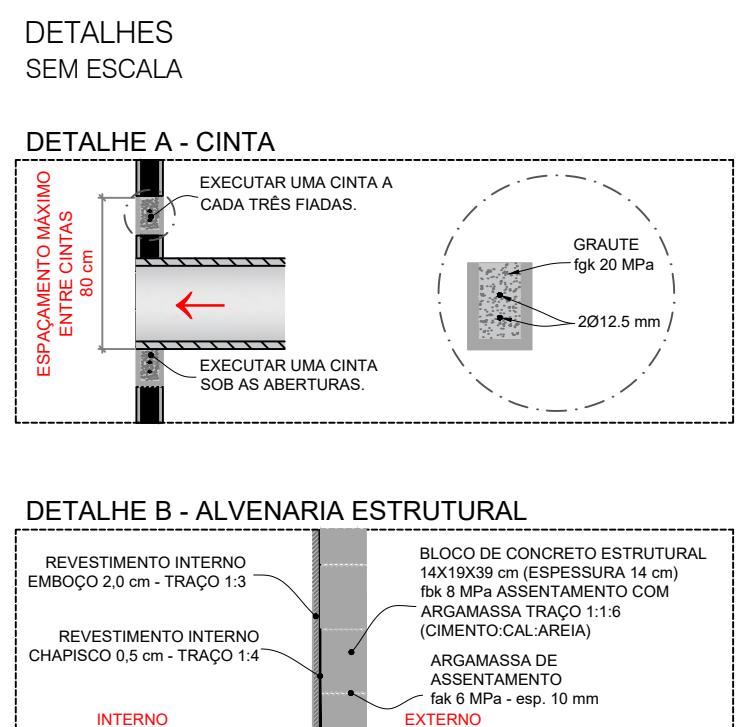 DETALHES
SEM ESCALA
DETALHE A - CINTA
ESPAÇAMENTO MÁXIMO
ENTRE CINTAS
80 cm
EXECUTAR UMA CINTA A
CADA TRÊS FIADAS.
EXECUTAR UMA CINTA
SOB AS ABERTURAS.
GRAUTE
fgk 20 MPa
2Ø12.5 mm
DETALHE B - ALVENARIA ESTRUTURAL
REVESTIMENTO INTERNO
EMBOÇO 2,0 cm - TRAÇO 1:3
REVESTIMENTO INTERNO
CHAPISCO 0,5 cm - TRAÇO 1:4
INTERNO
BLOCO DE CONCRETO ESTRUTURAL
14X19X39 cm (ESPESSURA 14 cm)
fbk 8 MPa ASSENTAMENTO COM
ARGAMASSA TRAÇO 1:1:6
(CIMENTO:CAL:AREIA)
ARGAMASSA DE
ASSENTAMENTO
fak 6 MPa - esp. 10 mm
EXTERNO